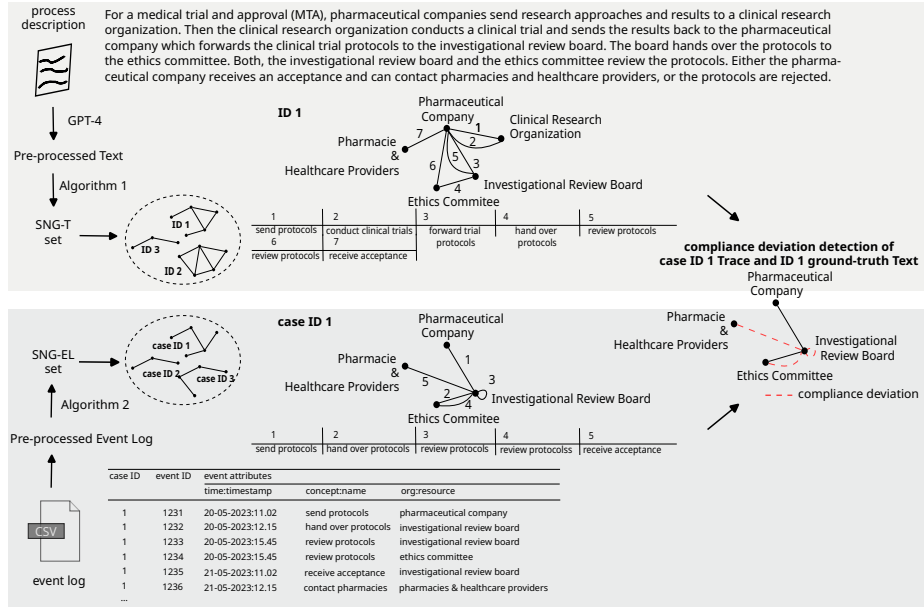 process
description
For a medical trial and approval (MTA), pharmaceutical companies send research approaches and results to a clinical research
organization. Then the clinical research organization conducts a clinical trial and sends the results back to the pharmaceutical
company which forwards the clinical trial protocols to the investigational review board. The board hands over the protocols to
the ethics committee. Both, the investigational review board and the ethics committee review the protocols. Either the pharma-
ceutical company receives an acceptance and can contact pharmacies and healthcare providers, or the protocols are rejected.
GPT-4
Pre-processed Text
Algorithm 1
SNG-T
set
ID 1
ID 3
ID 2
ID 1
Pharmaceutical
Company
Clinical Research
Organization
Pharmacie
&
Healthcare Providers
Investigational Review Board
Ethics Commitee
1
2
3
4
5
6
7
1 2 3 4 5
send protocols conduct clinical trials forward trial protocols hand over protocols review protocols
6 7
review protocols receive acceptance
compliance deviation detection of
case ID 1 Trace and ID 1 ground-truth Text
Pharmaceutical
Company
Pharmacie
&
Healthcare Providers
Investigational
Review Board
Ethics Committee
compliance deviation
SNG-EL
set
case ID 1
case ID 2
case ID 3
Algorithm 2
Pre-processed Event Log
CSV
event log
case ID 1
Pharmaceutical
Company
Pharmacie
&
Healthcare Providers
Investigational Review Board
Ethics Commitee
1
2
3
4
5
1 2 3 4 5
send protocols hand over protocols review protocols review protocolss receive acceptance
case ID event ID event attributes
time:timestamp concept:name org:resource
1 1231 20-05-2023:11.02 send protocols pharmaceutical company
1 1232 20-05-2023:12.15 hand over protocols investigational review board
1 1233 20-05-2023:15.45 review protocols investigational review board
1 1234 20-05-2023:15.45 review protocols ethics committee
1 1235 21-05-2023:11.02 receive acceptance investigational review board
1 1236 21-05-2023:12.15 contact pharmacies pharmacies & healthcare providers
...